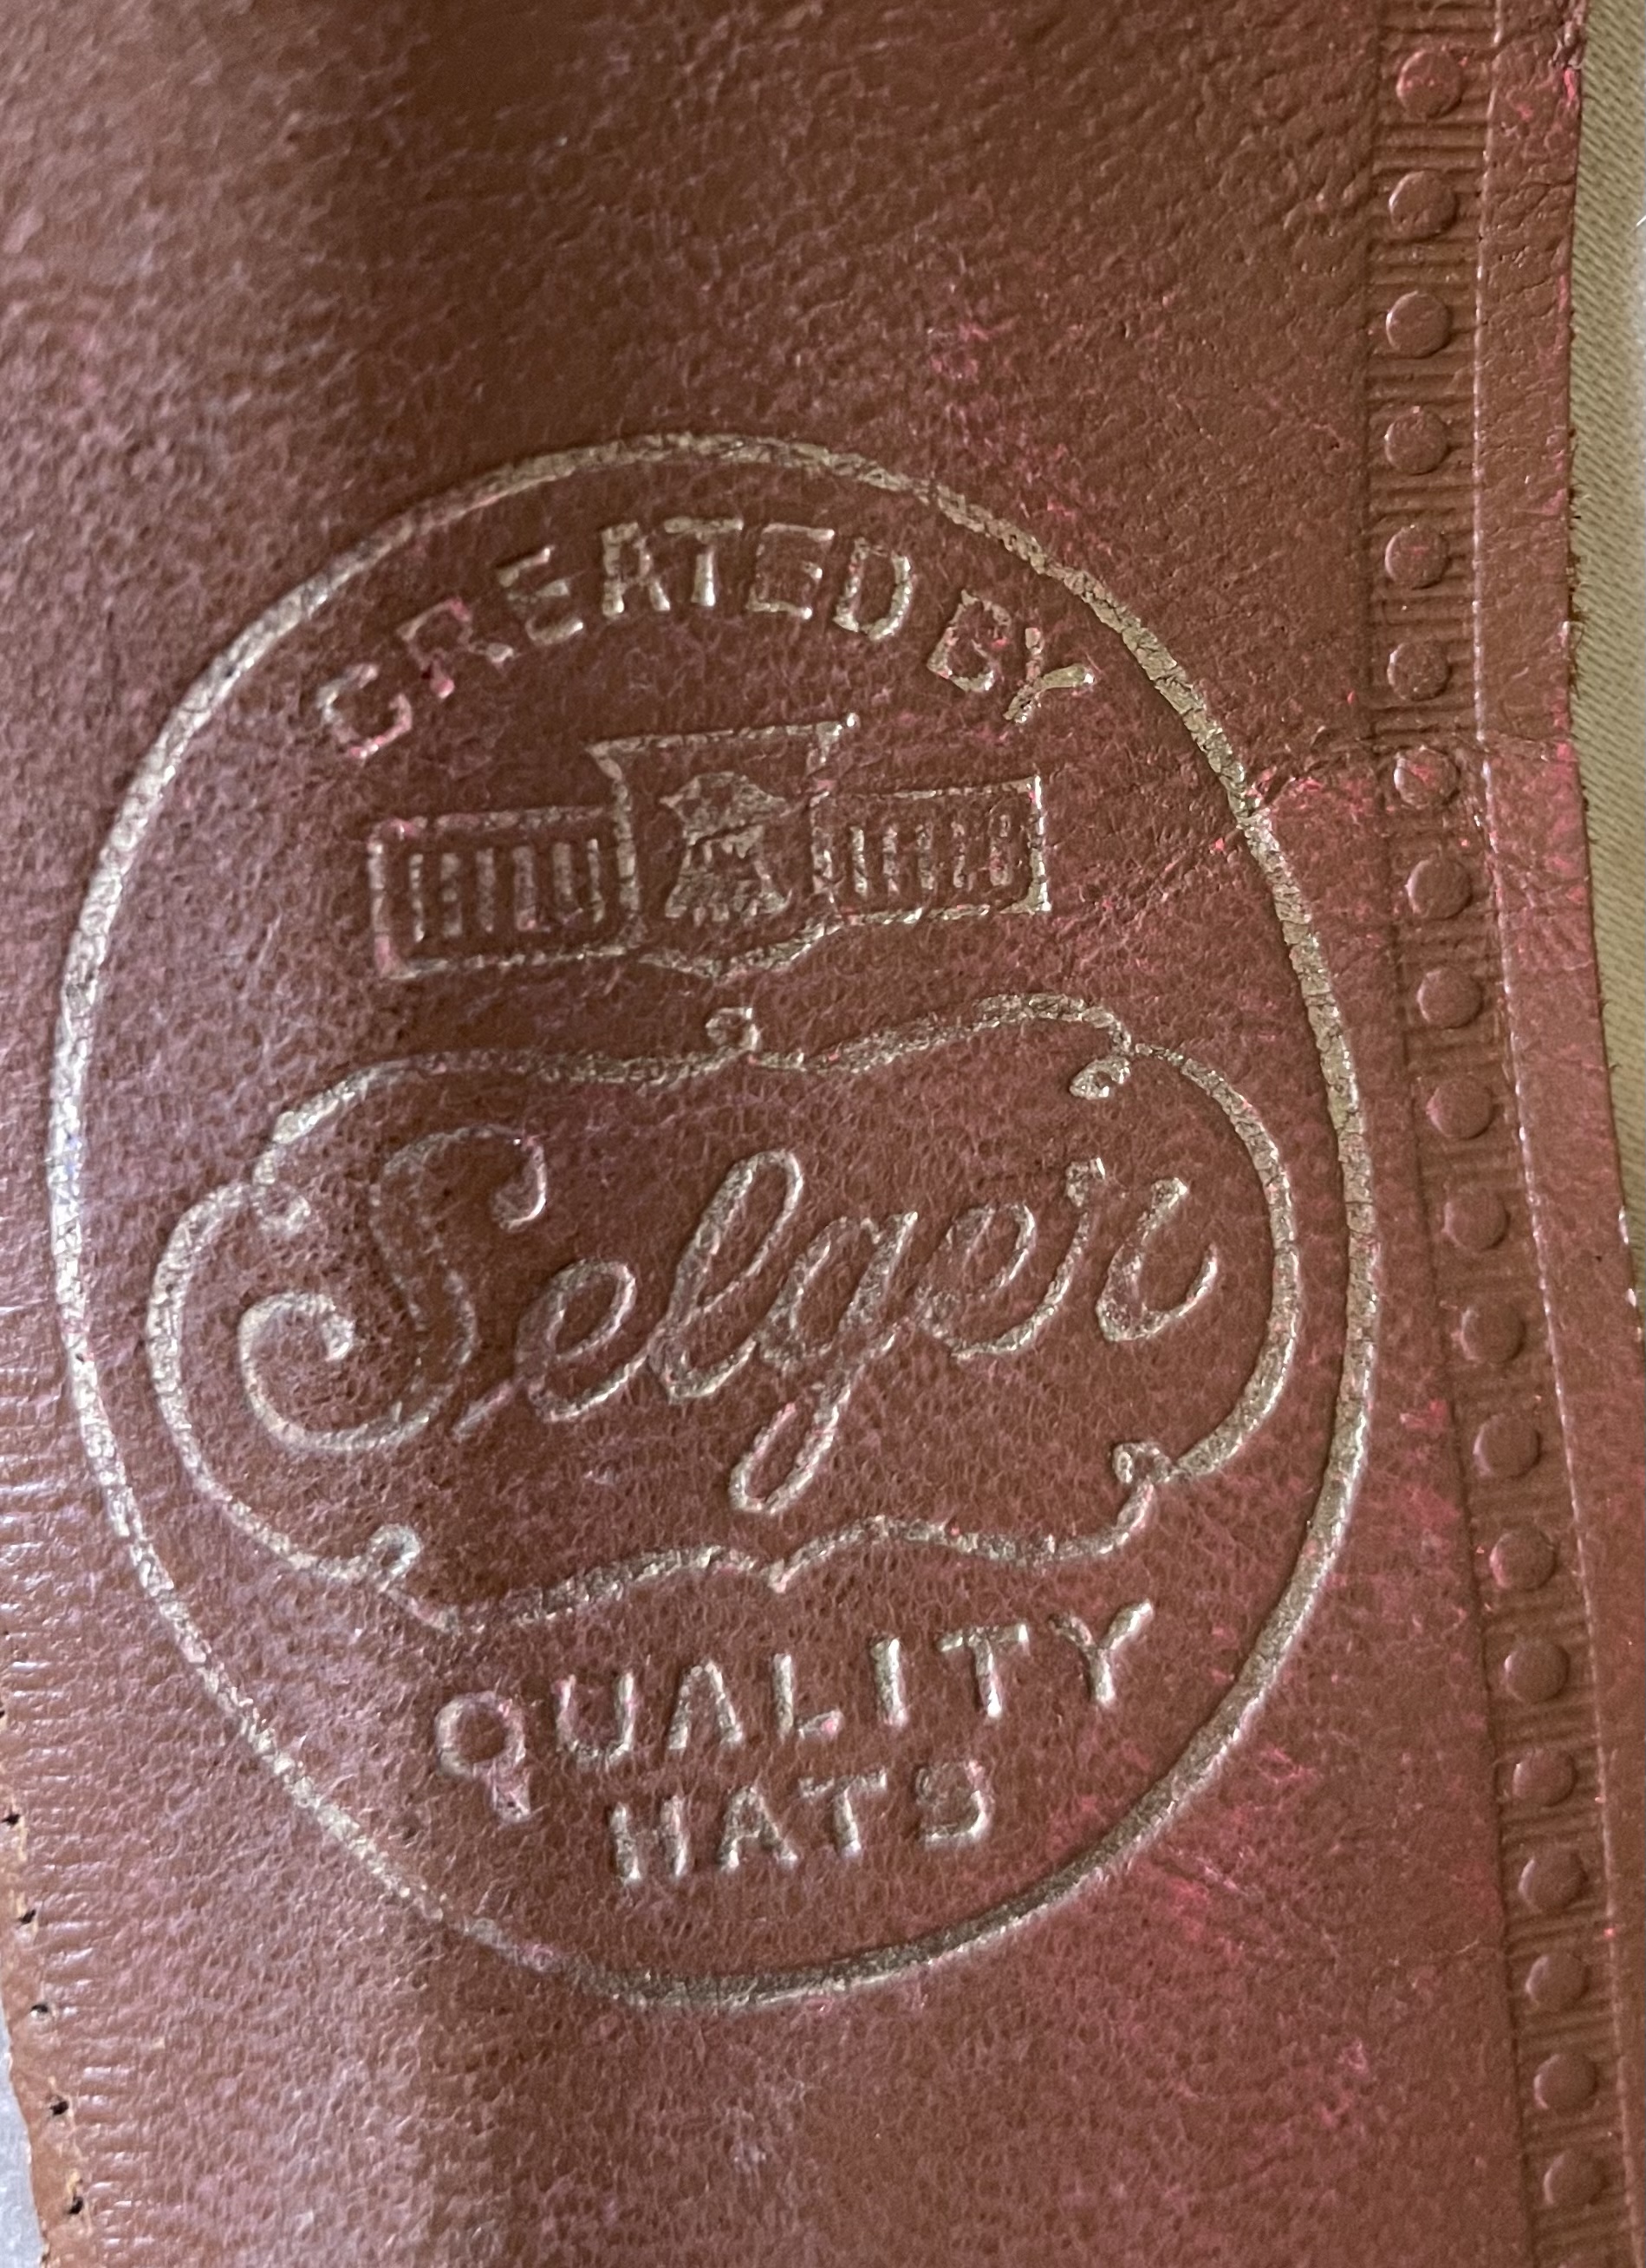 CREATED BY
Selger
QUALITY
HATS